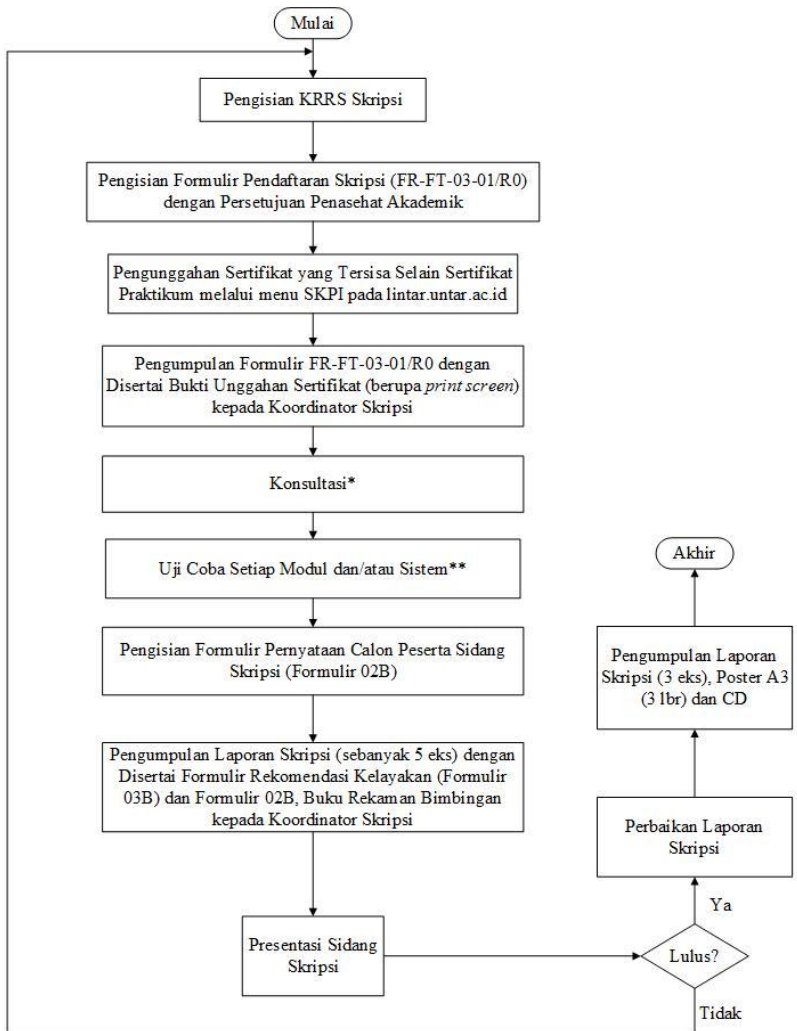 Mulai
Pengisian KRRS Skripsi
Pengisian Formulir Pendaftaran Skripsi (FR-FT-03-01/R0)
dengan Persetujuan Penasehat Akademik
Pengunggahan Sertifikat yang Tersisa Selain Sertifikat
Praktikum melalui menu SKPI pada lintar.untar.ac.id
Pengumpulan Formulir FR-FT-03-01/R0 dengan
Disertai Bukti Unggahan Sertifikat (berupa print screen)
kepada Koordinator Skripsi
Konsultasi*
Uji Coba Setiap Modul dan/atau Sistem**
Pengisian Formulir Pernyataan Calon Peserta Sidang
Skripsi (Formulir 02B)
Pengumpulan Laporan Skripsi (sebanyak 5 eks) dengan
Disertai Formulir Rekomendasi Kelayakan (Formulir
03B) dan Formulir 02B, Buku Rekaman Bimbingan
kepada Koordinator Skripsi
Presentasi Sidang
Skripsi
Lulus?
Tidak
Ya
Perbaikan Laporan
Skripsi
Pengumpulan Laporan
Skripsi (3 eks), Poster A3
(3 lbr) dan CD
Akhir